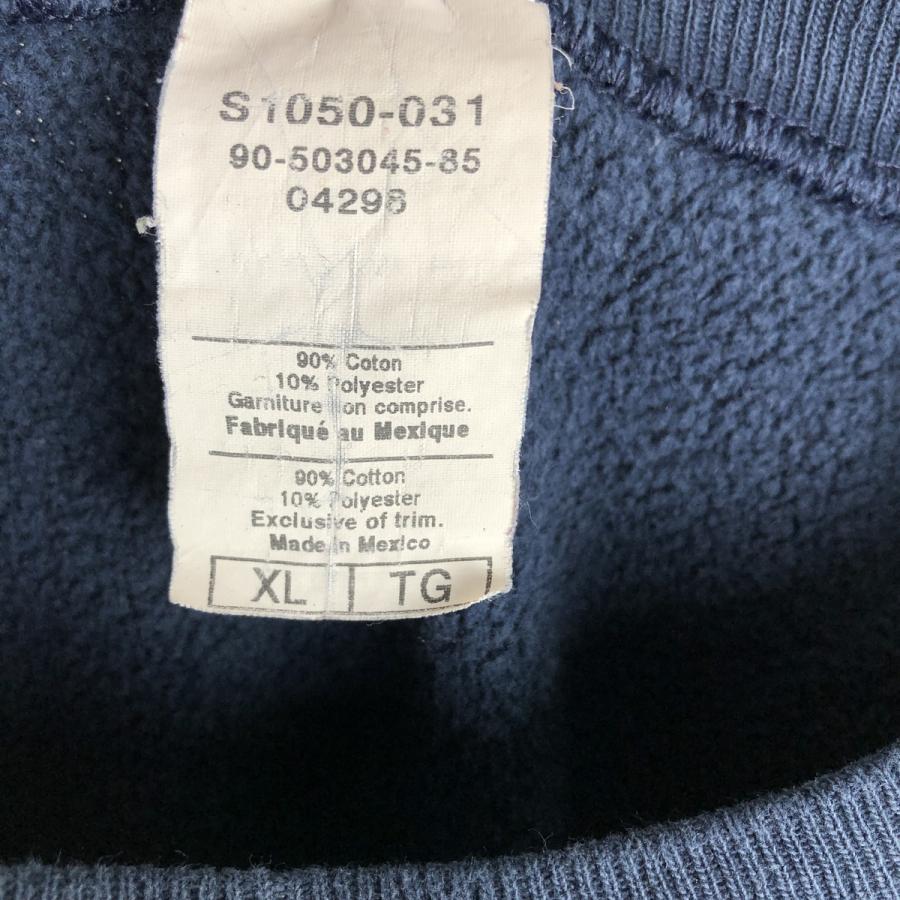 S1050-031
90-503045-85
04298
90% Coton
10% Polyester
Garniture non comprise.
Fabriqué au Mexique
90% Cotton
10% Polyester
Exclusive of trim.
Made in Mexico
XL TG